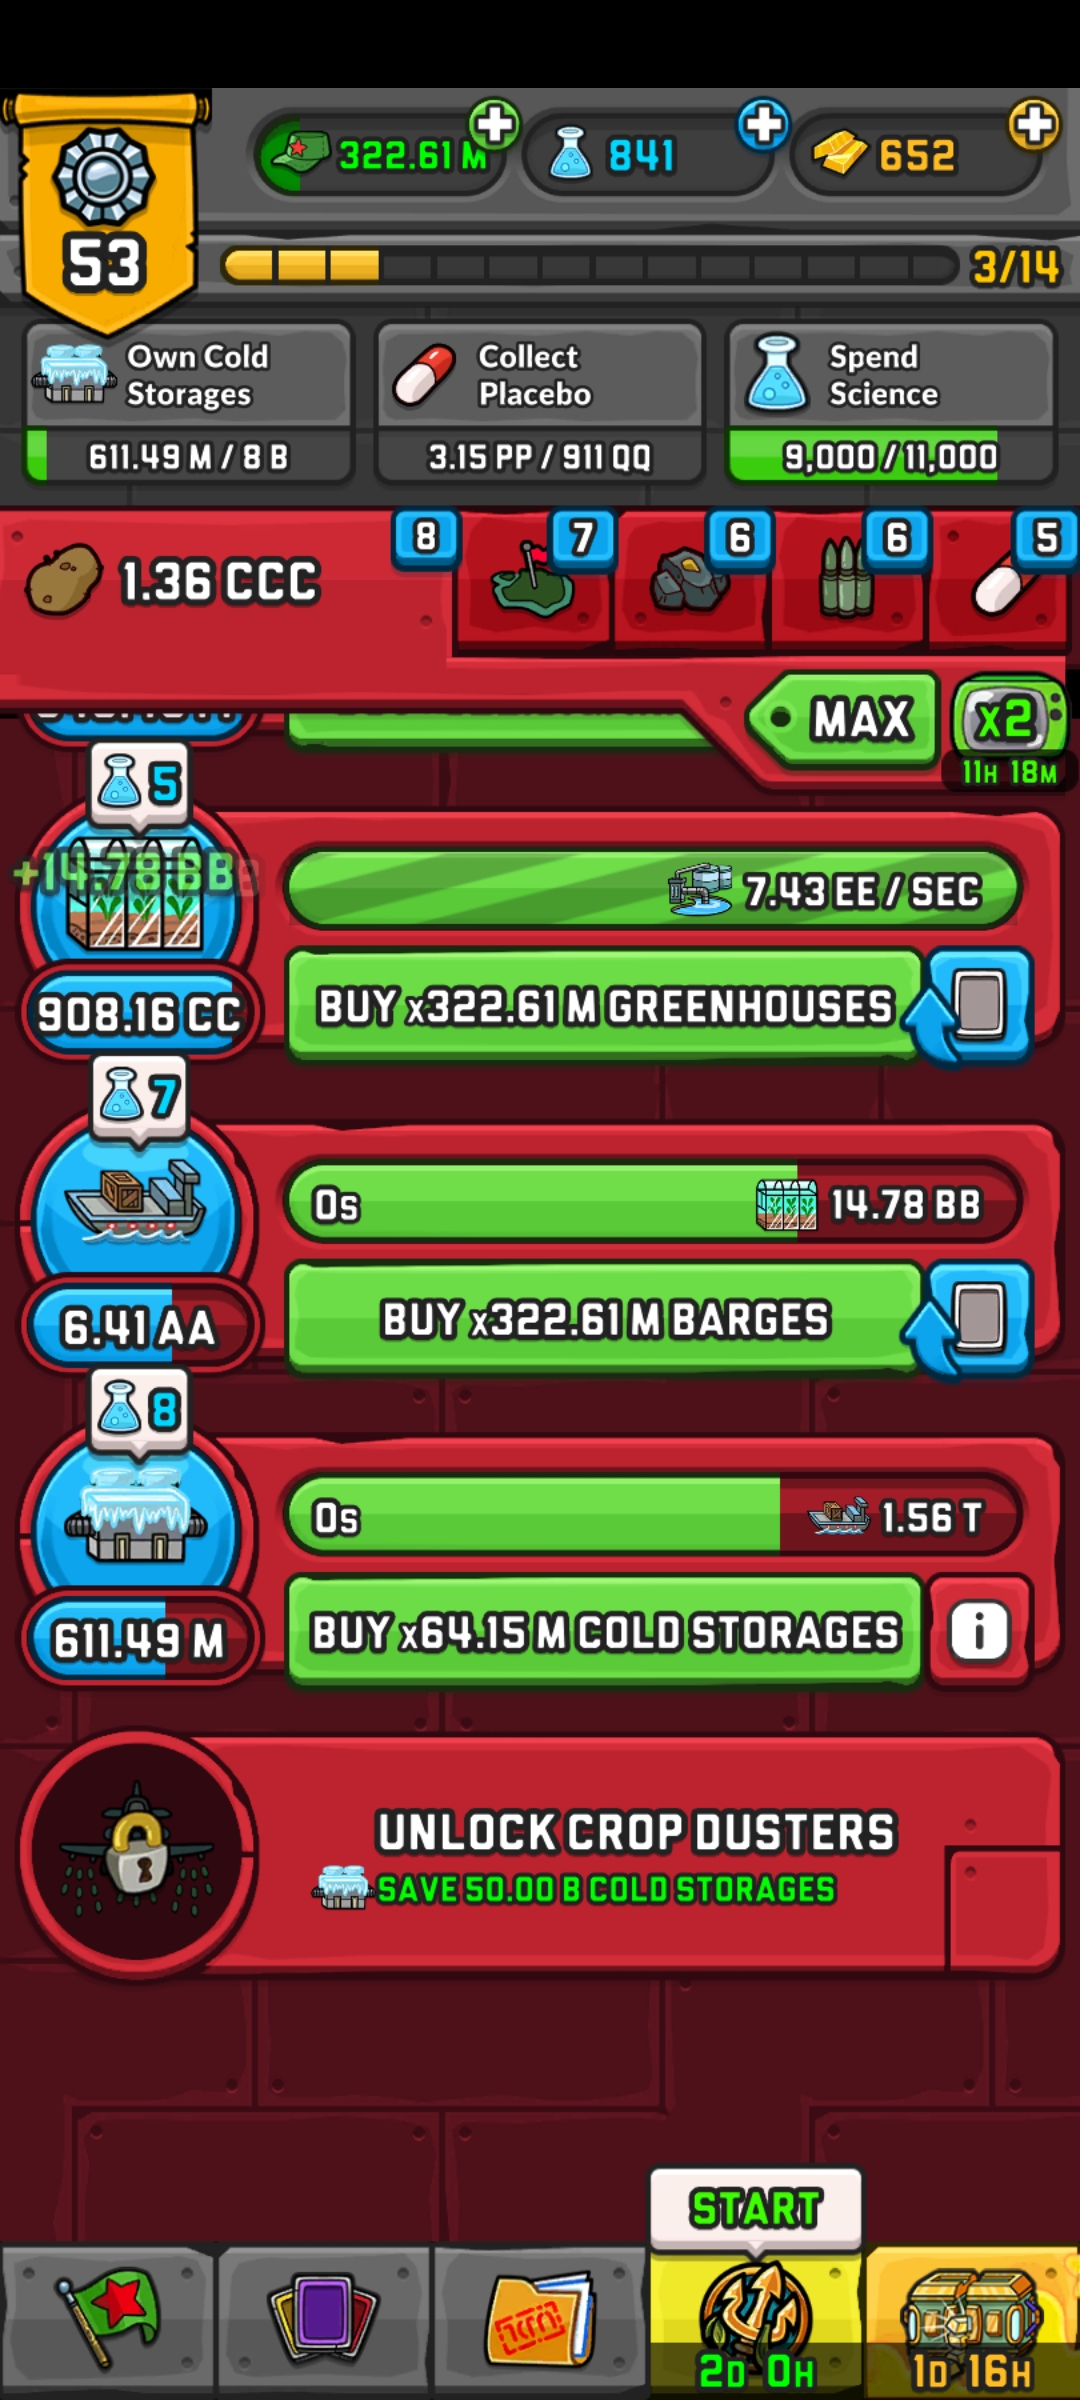 322.61 M
841
652
53
3/14
Own Cold
Storages
611.49 M / 8 B
Collect
Placebo
3.15 PP / 911 QQ
Spend
Science
9,000 / 11,000
1.36 CCC
8
7
6
6
5
MAX
x2
11H 18M
5
+14.78 BB
7.43 EE / SEC
908.16 CC
BUY x322.61 M GREENHOUSES
7
0s
14.78 BB
6.41 AA
BUY x322.61 M BARGES
8
0s
1.56 T
611.49 M
BUY x64.15 M COLD STORAGES
i
UNLOCK CROP DUSTERS
SAVE 50.00 B COLD STORAGES
START
2D 0H
1D 16H